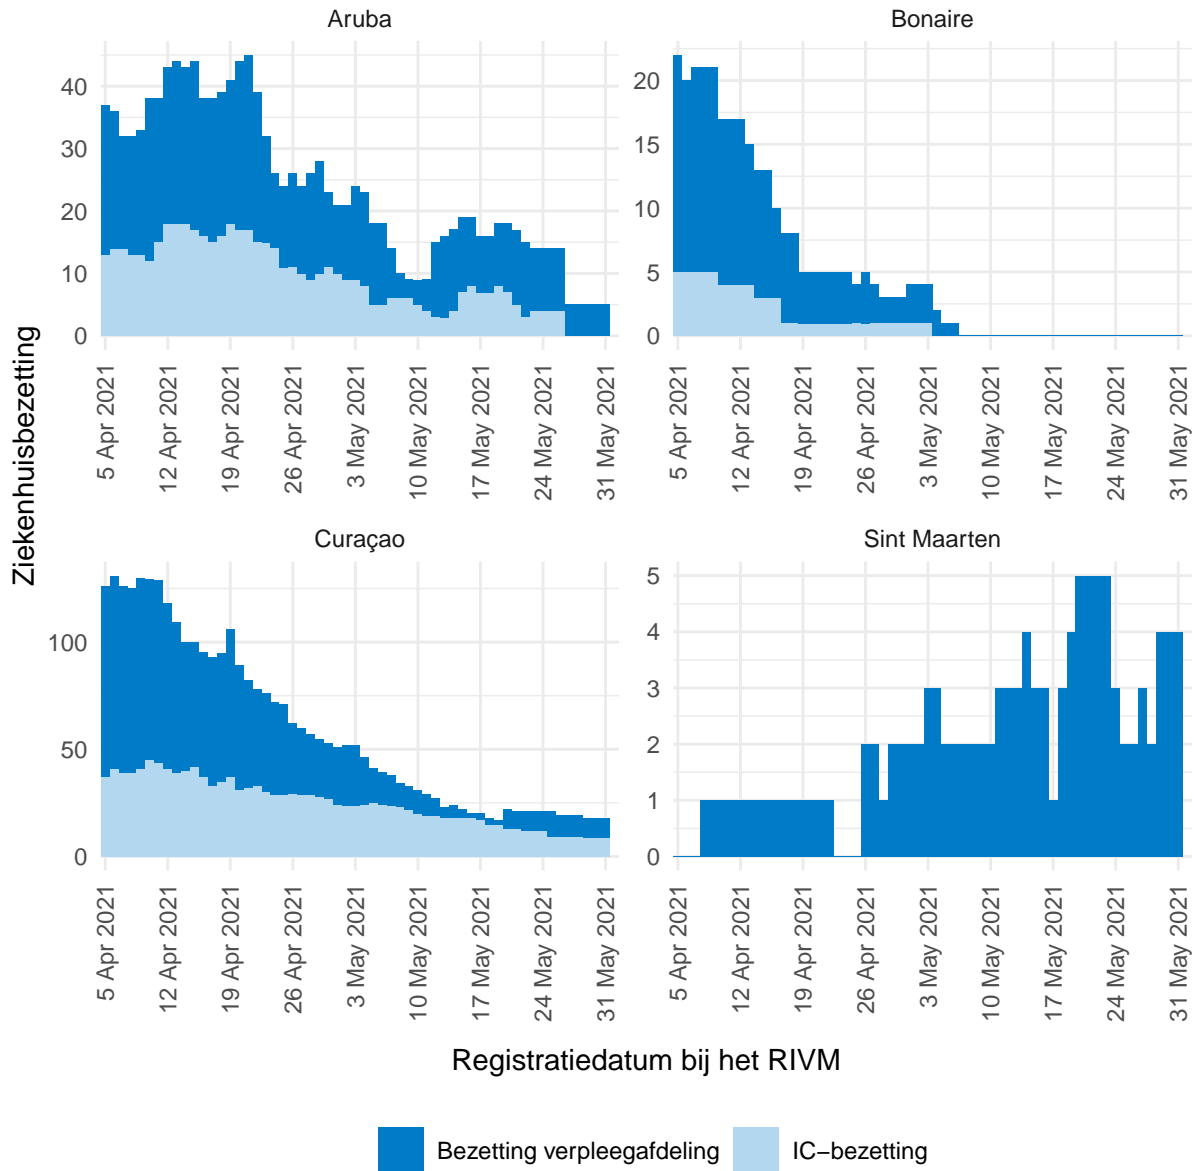 Aruba
Bonaire
40
30
20
10
0
20
15
10
5
0
5 Apr 2021
12 Apr 2021
19 Apr 2021
26 Apr 2021
3 May 2021
10 May 2021
17 May 2021
24 May 2021
31 May 2021
5 Apr 2021
12 Apr 2021
19 Apr 2021
26 Apr 2021
3 May 2021
10 May 2021
17 May 2021
24 May 2021
31 May 2021
Ziekenhuisbezetting
Curaçao
Sint Maarten
100
50
0
5
4
3
2
1
0
5 Apr 2021
12 Apr 2021
19 Apr 2021
26 Apr 2021
3 May 2021
10 May 2021
17 May 2021
24 May 2021
31 May 2021
5 Apr 2021
12 Apr 2021
19 Apr 2021
26 Apr 2021
3 May 2021
10 May 2021
17 May 2021
24 May 2021
31 May 2021
Registratiedatum bij het RIVM
Bezetting verpleegafdeling
IC−bezetting